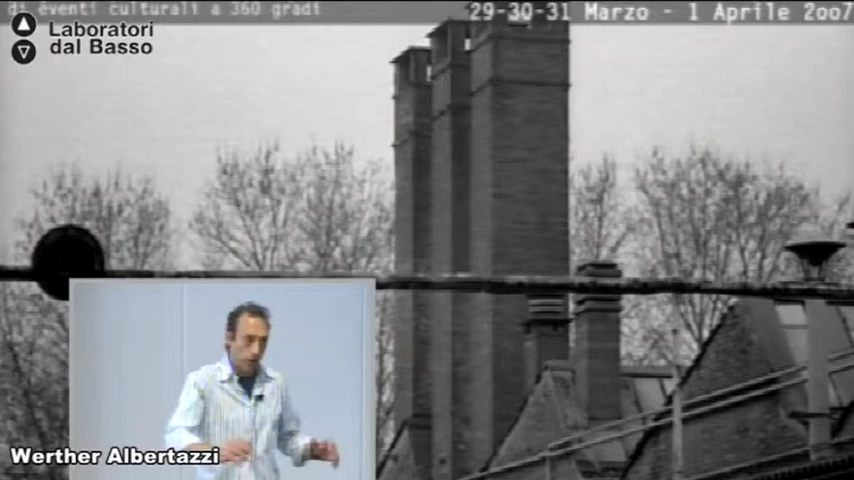 di eventi culturali a 360 gradi
29-30-31 Marzo - 1 Aprile 2007
Laboratori
dal Basso
Werther Albertazzi